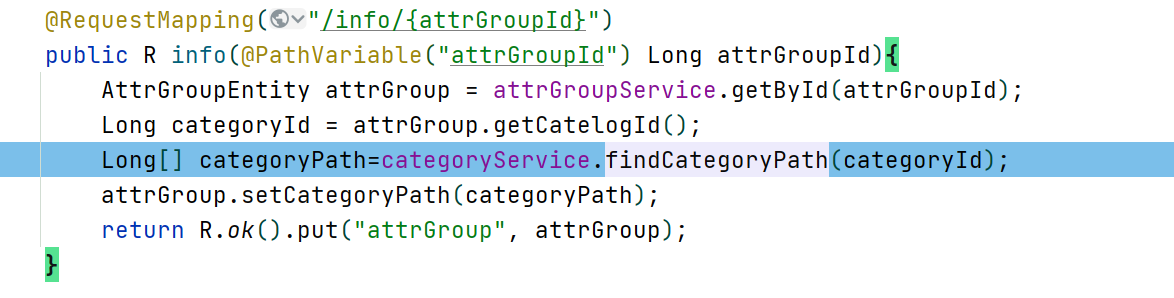 @RequestMapping("/info/{attrGroupId}")
public R info(@PathVariable("attrGroupId") Long attrGroupId){
AttrGroupEntity attrGroup = attrGroupService.getById(attrGroupId);
Long categoryId = attrGroup.getCatelogId();
Long[] categoryPath=categoryService.findCategoryPath(categoryId);
attrGroup.setCategoryPath(categoryPath);
return R.ok().put("attrGroup", attrGroup);
}